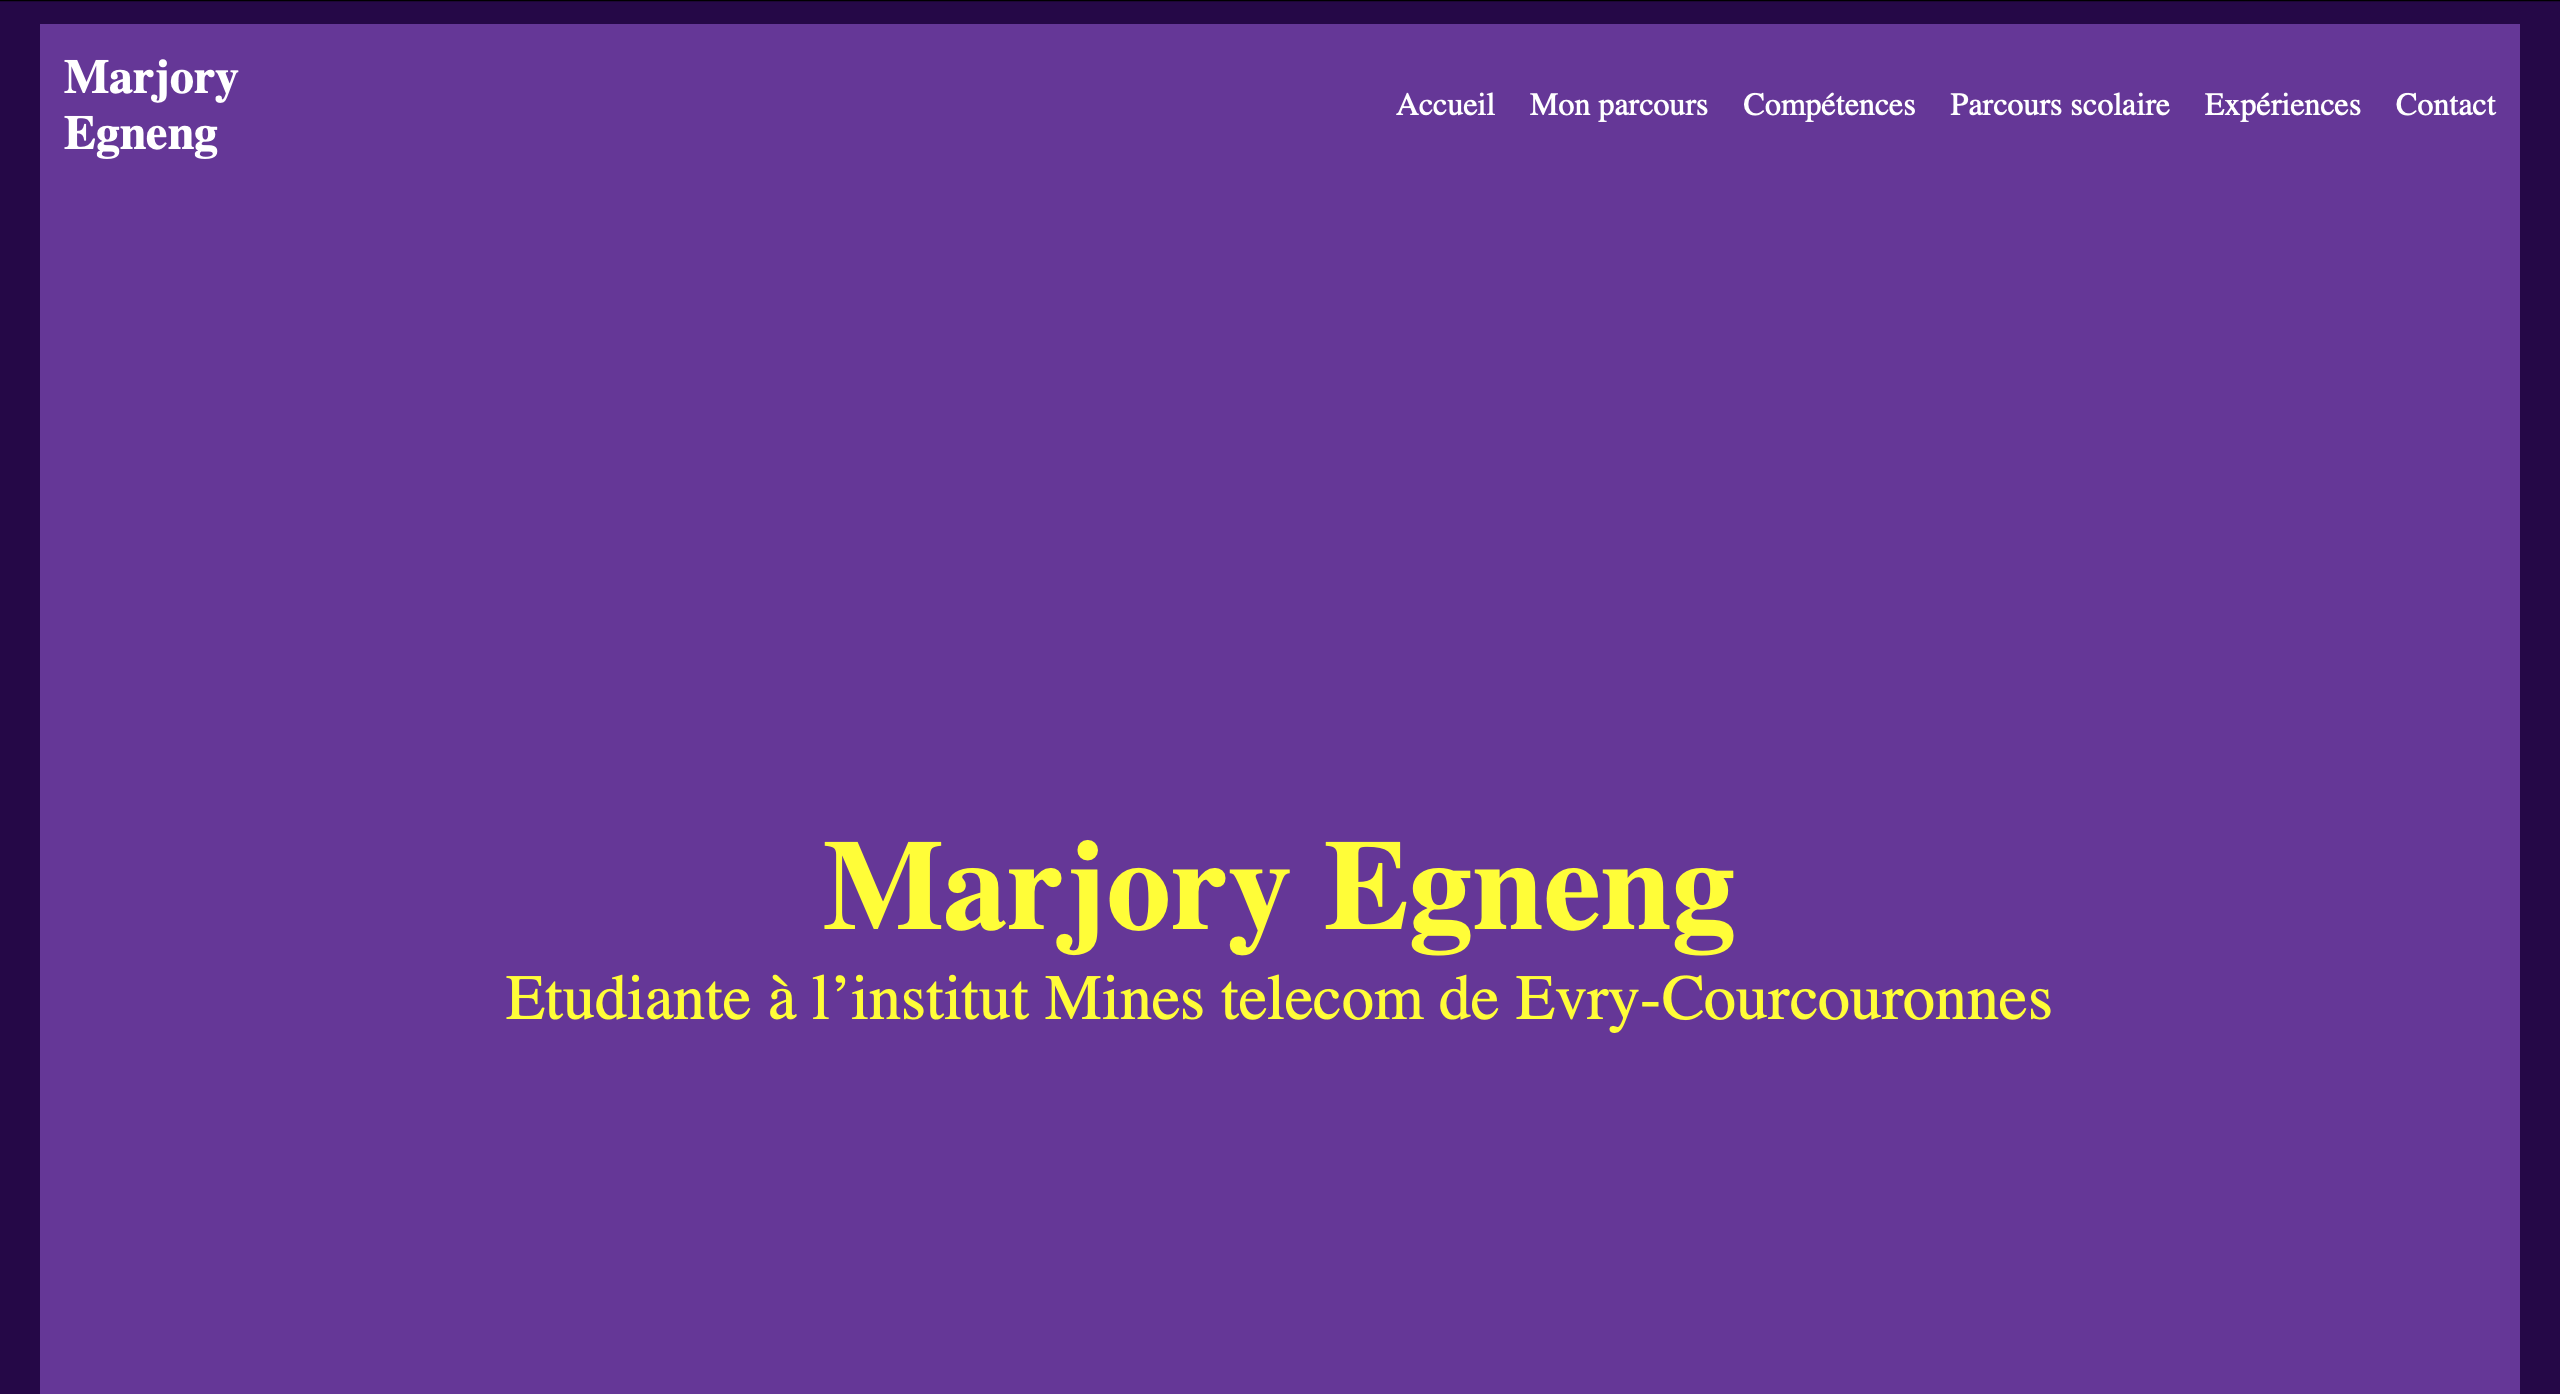 Marjory
Egneng
Accueil Mon parcours Compétences Parcours scolaire Expériences Contact
Marjory Egneng
Etudiante à l’institut Mines telecom de Evry-Courcouronnes